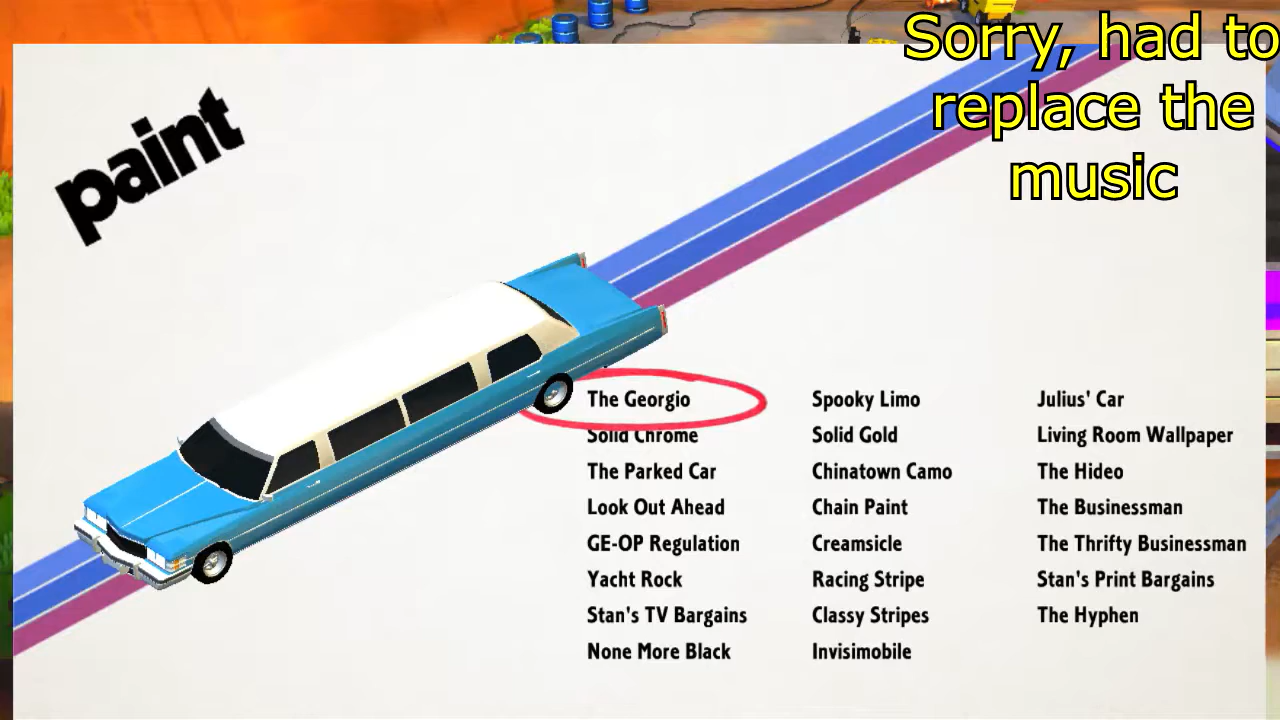 Sorry, had to
replace the
music
paint
The Georgio
Solid Chrome
The Parked Car
Look Out Ahead
GE-OP Regulation
Yacht Rock
Stan's TV Bargains
None More Black
Spooky Limo
Solid Gold
Chinatown Camo
Chain Paint
Creamsicle
Racing Stripe
Classy Stripes
Invisimobile
Julius' Car
Living Room Wallpaper
The Hideo
The Businessman
The Thrifty Businessman
Stan's Print Bargains
The Hyphen